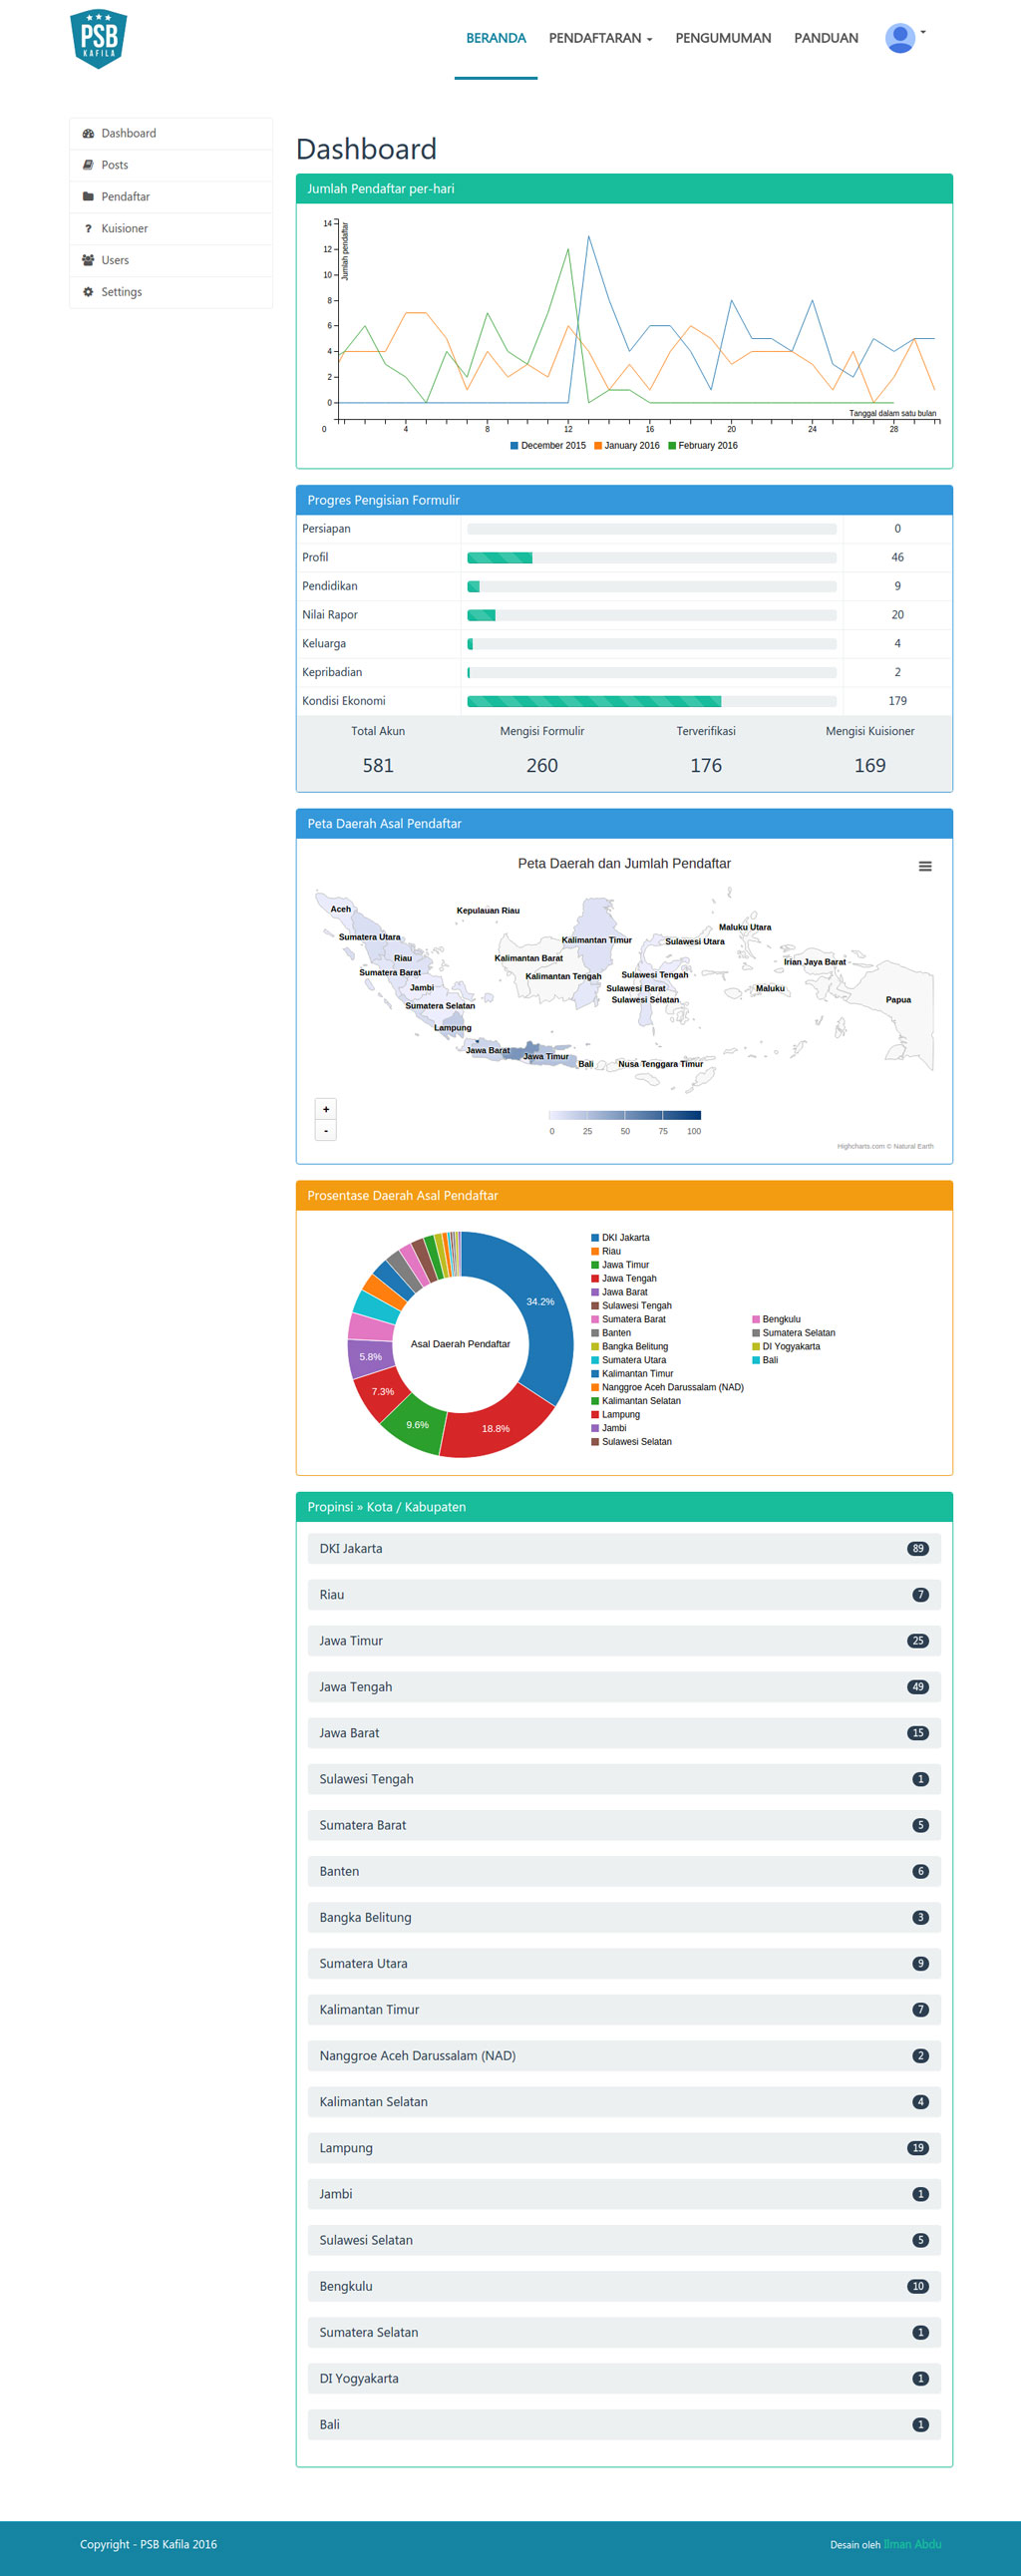 PSB
KAFILA
BERANDA PENDAFTARAN PENGUMUMAN PANDUAN
Dashboard
Posts
Pendaftar
Kuisioner
Users
Settings
Dashboard
Jumlah Pendaftar per-hari
Jumlah pendaftar
14
12
10
8
6
4
2
0
Tanggal dalam satu bulan
0 4 8 12 16 20 24 28
December 2015 January 2016 February 2016
Progres Pengisian Formulir
Persiapan 0
Profil 46
Pendidikan 9
Nilai Rapor 20
Keluarga 4
Kepribadian 2
Kondisi Ekonomi 179
Total Akun Mengisi Formulir Terverifikasi Mengisi Kuisioner
581 260 176 169
Peta Daerah Asal Pendaftar
Peta Daerah dan Jumlah Pendaftar
Aceh
Kepulauan Riau
Maluku Utara
Sumatera Utara
Kalimantan Timur
Sulawesi Utara
Riau
Kalimantan Barat
Irian Jaya Barat
Sumatera Barat
Kalimantan Tengah
Sulawesi Tengah
Jambi
Sulawesi Barat
Maluku
Sumatera Selatan
Sulawesi Selatan
Papua
Lampung
Jawa Barat
Jawa Timur
Bali
Nusa Tenggara Timur
+
-
0 25 50 75 100
Highcharts.com © Natural Earth
Prosentase Daerah Asal Pendaftar
34.2%
18.8%
9.6%
7.3%
5.8%
Asal Daerah Pendaftar
DKI Jakarta
Riau
Jawa Timur
Jawa Tengah
Jawa Barat
Sulawesi Tengah
Sumatera Barat
Banten
Bangka Belitung
Sumatera Utara
Kalimantan Timur
Nanggroe Aceh Darussalam (NAD)
Kalimantan Selatan
Lampung
Jambi
Sulawesi Selatan
Bengkulu
Sumatera Selatan
DI Yogyakarta
Bali
Propinsi » Kota / Kabupaten
DKI Jakarta 89
Riau 7
Jawa Timur 25
Jawa Tengah 49
Jawa Barat 15
Sulawesi Tengah 1
Sumatera Barat 5
Banten 6
Bangka Belitung 3
Sumatera Utara 9
Kalimantan Timur 7
Nanggroe Aceh Darussalam (NAD) 2
Kalimantan Selatan 4
Lampung 19
Jambi 1
Sulawesi Selatan 5
Bengkulu 10
Sumatera Selatan 1
DI Yogyakarta 1
Bali 1
Copyright - PSB Kafila 2016
Desain oleh Ilman Abdu